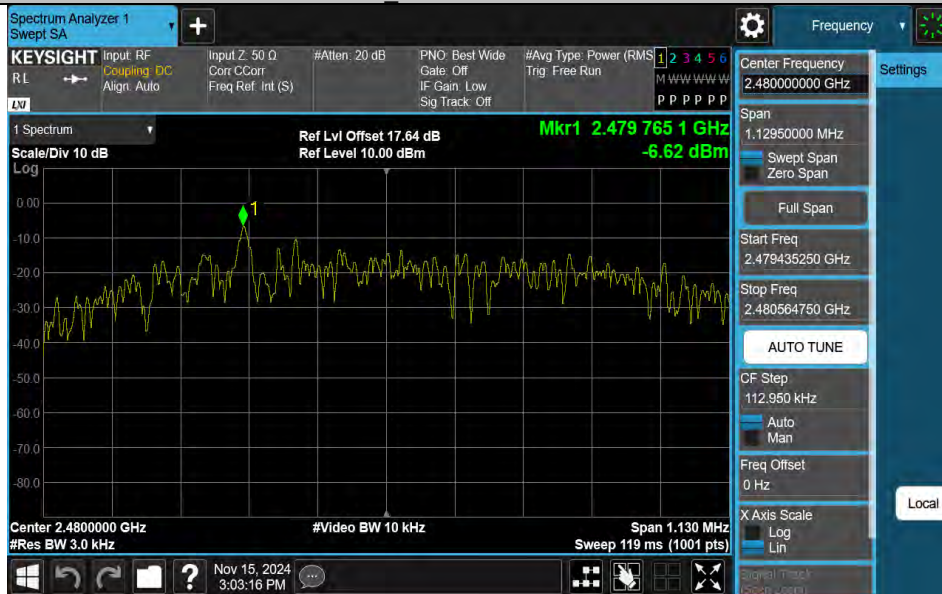 Spectrum Analyzer 1
Swept SA
+
Frequency
KEYSIGHT
RL
LXI
Input: RF
Coupling: DC
Align: Auto
Input Z: 50 Ω
Corr CCorr
Freq Ref: Int (S)
#Atten: 20 dB
PNO: Best Wide
Gate: Off
IF Gain: Low
Sig Track: Off
#Avg Type: Power (RMS
Trig: Free Run
1 2 3 4 5 6
M W W W W W
P P P P P P
1 Spectrum
Scale/Div 10 dB
Log
Ref Lvl Offset 17.64 dB
Ref Level 10.00 dBm
Mkr1 2.479 765 1 GHz
-6.62 dBm
1
0.00
-10.0
-20.0
-30.0
-40.0
-50.0
-60.0
-70.0
-80.0
Center 2.4800000 GHz
#Res BW 3.0 kHz
#Video BW 10 kHz
Span 1.130 MHz
Sweep 119 ms (1001 pts)
Center Frequency
2.480000000 GHz
Span
1.12950000 MHz
Swept Span
Zero Span
Full Span
Start Freq
2.479435250 GHz
Stop Freq
2.480564750 GHz
AUTO TUNE
CF Step
112.950 kHz
Auto
Man
Freq Offset
0 Hz
X Axis Scale
Log
Lin
Signal Track
(Span Zoom)
Settings
Local
?
Nov 15, 2024
3:03:16 PM